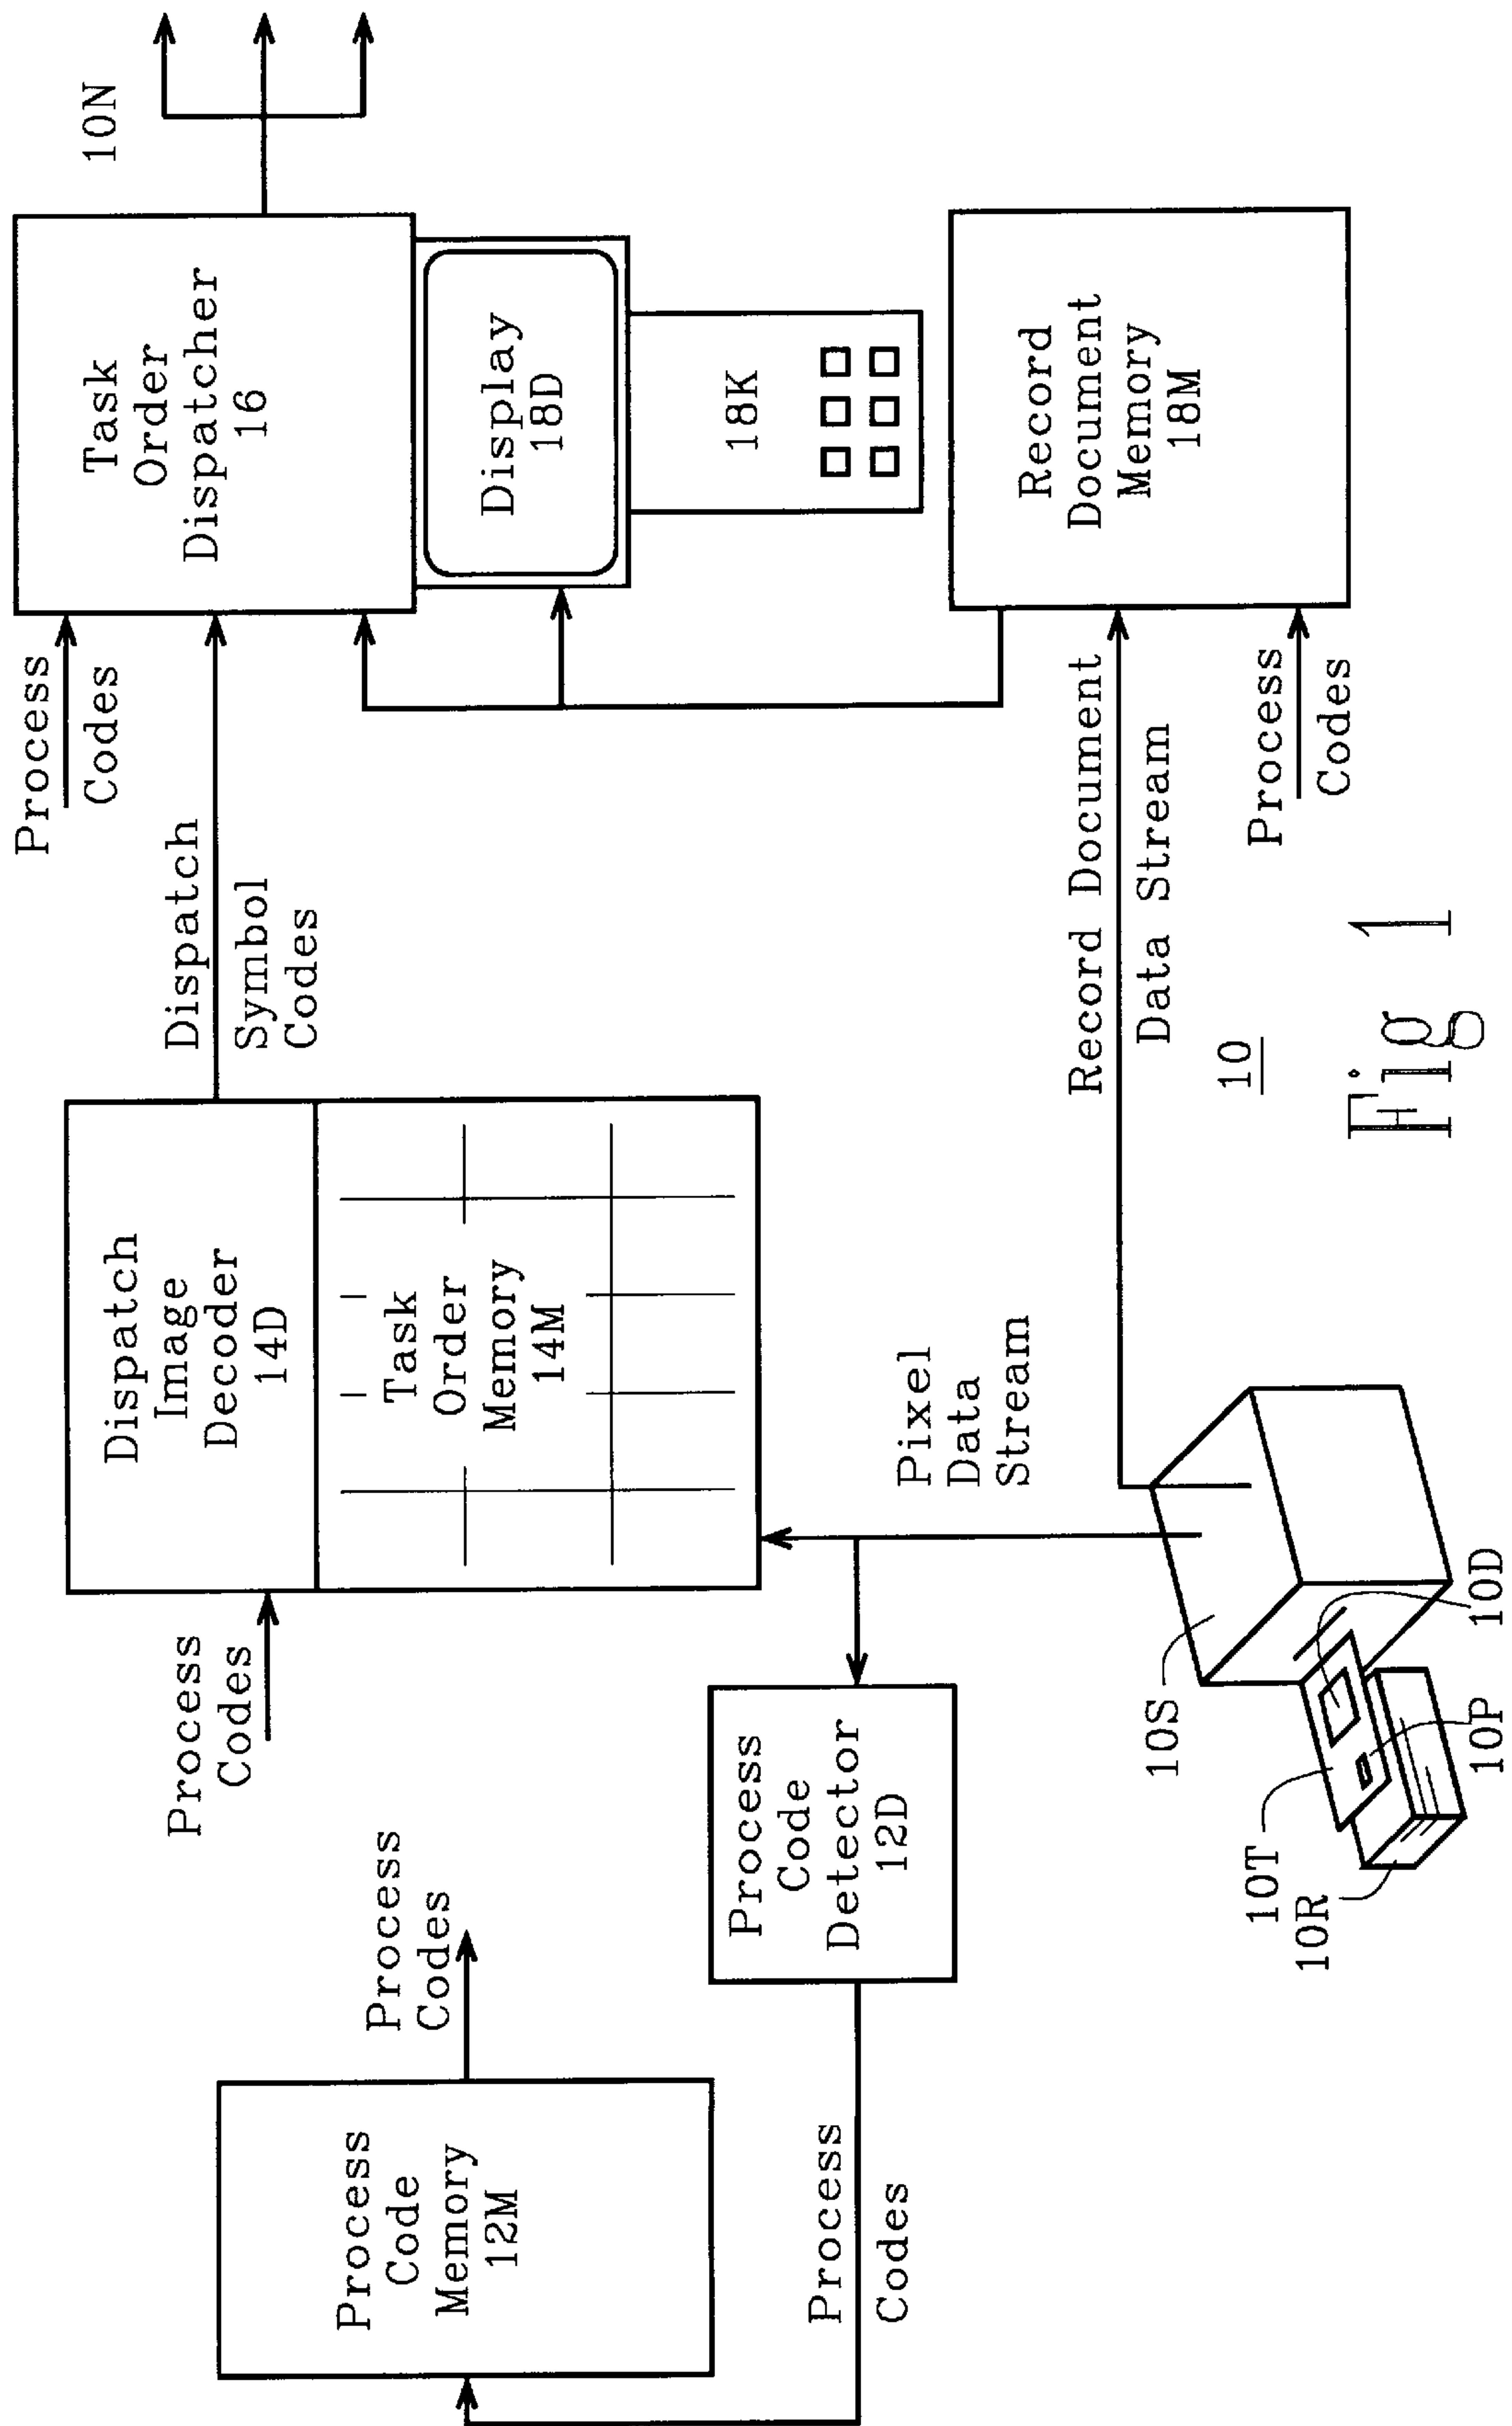 Process
Code
Memory
12M
Process
Codes
Process
Codes
Process
Code
Detector
12D
Process
Codes
Dispatch
Image
Decoder
14D
Task
Order
Memory
14M
Pixel
Data
Stream
Dispatch
Symbol
Codes
Process
Codes
Task
Order
Dispatcher
16
10N
Display
18D
18K
Record
Document
Memory
18M
Record Document
Data Stream
Process
Codes
10S
10T
10R
10P
10D
10
Fig 1